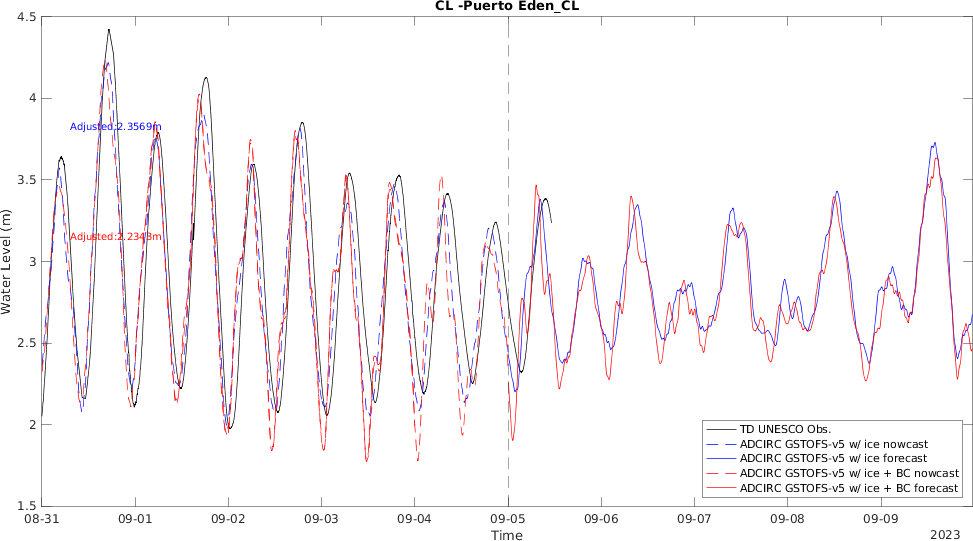 CL -Puerto Eden_CL
4.5
4
3.5
3
2.5
2
1.5
Water Level (m)
Adjusted:2.3569m
Adjusted:2.2343m
TD UNESCO Obs.
ADCIRC GSTOFS-v5 w/ ice nowcast
ADCIRC GSTOFS-v5 w/ ice forecast
ADCIRC GSTOFS-v5 w/ ice + BC nowcast
ADCIRC GSTOFS-v5 w/ ice + BC forecast
08-31 09-01 09-02 09-03 09-04 09-05 09-06 09-07 09-08 09-09
Time
2023